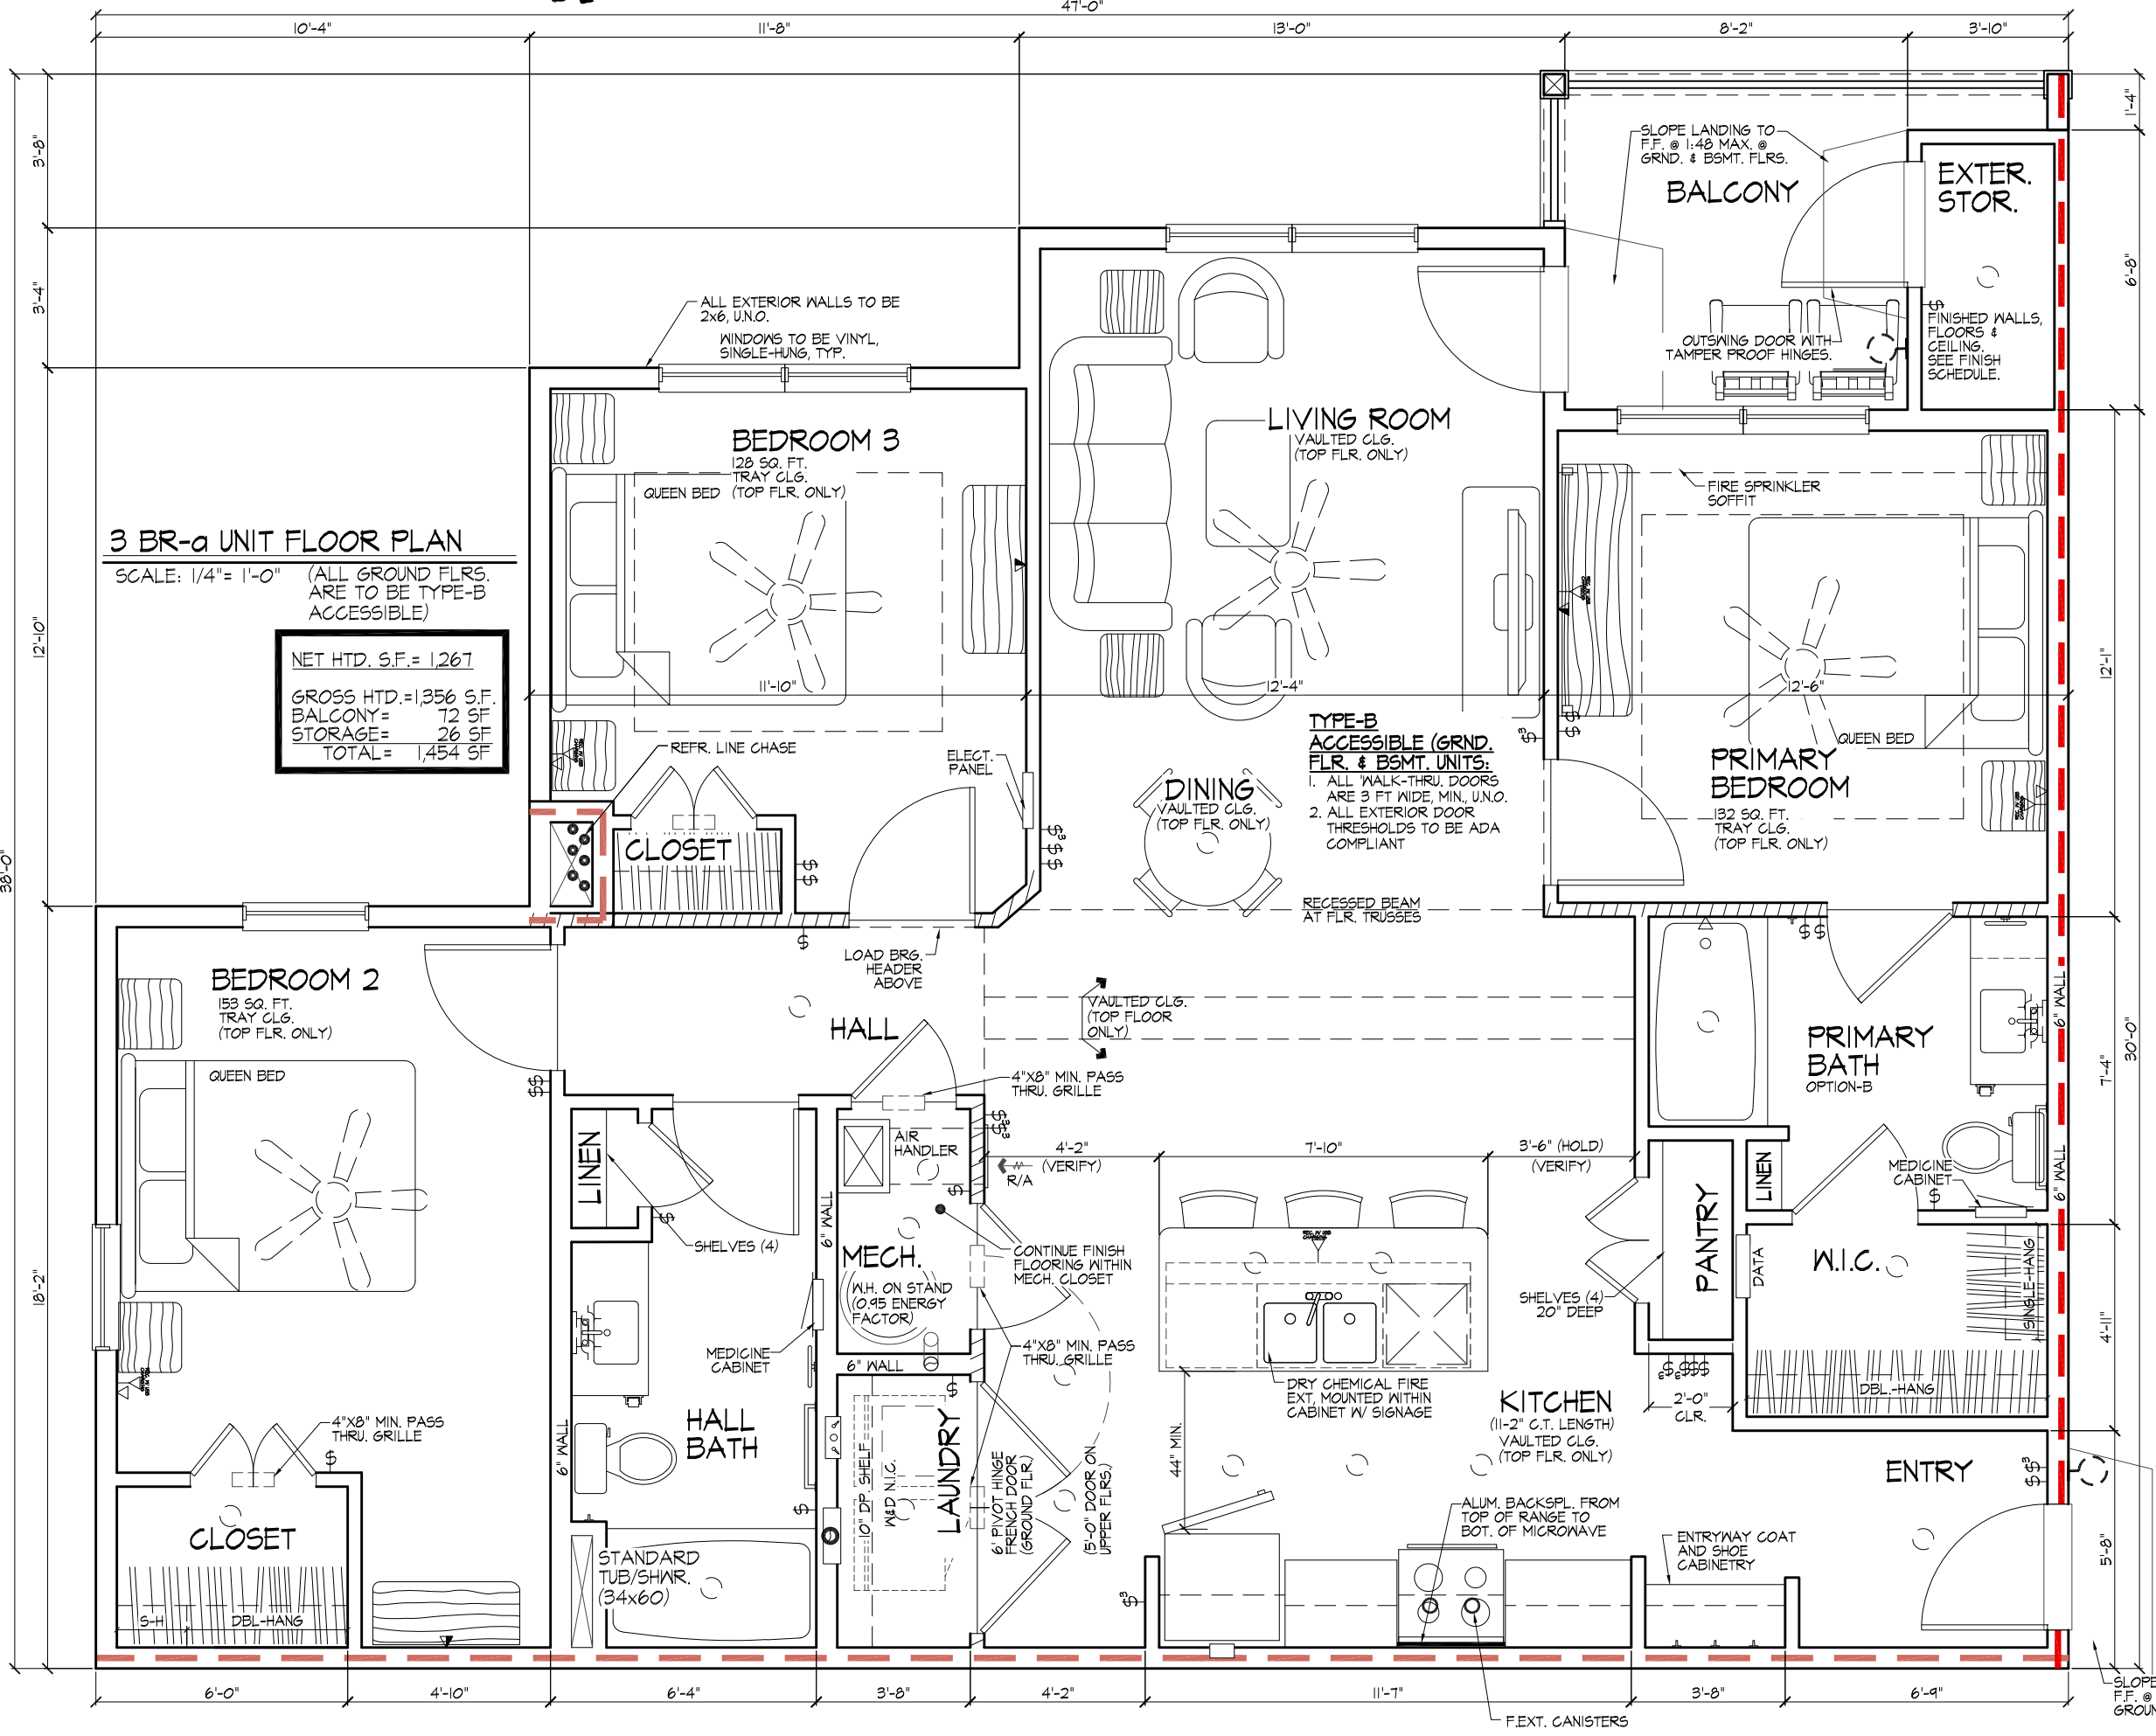 47'-0"
10'-4"
11'-8"
13'-0"
8'-2"
3'-10"
1'-4"
3'-8"
3'-4"
12'-10"
38'-0"
18'-2"
6'-8"
12'-1"
30'-0"
7'-4"
4'-11"
5'-8"
SLOPE LANDING TO
F.F. @ 1:48 MAX. @
GRND. & BSMT. FLRS.
BALCONY
EXTER.
STOR.
OUTSWING DOOR WITH
TAMPER PROOF HINGES.
FINISHED WALLS,
FLOORS &
CEILING.
SEE FINISH
SCHEDULE.
ALL EXTERIOR WALLS TO BE
2x6, U.N.O.
WINDOWS TO BE VINYL,
SINGLE-HUNG, TYP.
BEDROOM 3
128 SQ. FT.
TRAY CLG.
(TOP FLR. ONLY)
QUEEN BED
LIVING ROOM
VAULTED CLG.
(TOP FLR. ONLY)
FIRE SPRINKLER
SOFFIT
3 BR-a UNIT FLOOR PLAN
SCALE: 1/4"= 1'-0"
(ALL GROUND FLRS.
ARE TO BE TYPE-B
ACCESSIBLE)
NET HTD. S.F.= 1,267
GROSS HTD.=1,356 S.F.
BALCONY= 72 SF
STORAGE= 26 SF
TOTAL= 1,454 SF
11'-10"
12'-4"
12'-6"
REFR. LINE CHASE
ELECT.
PANEL
CLOSET
TYPE-B
ACCESSIBLE (GRND.
FLR. & BSMT. UNITS:
1. ALL 'WALK-THRU. DOORS
ARE 3 FT WIDE, MIN., U.N.O.
2. ALL EXTERIOR DOOR
THRESHOLDS TO BE ADA
COMPLIANT
DINING
VAULTED CLG.
(TOP FLR. ONLY)
QUEEN BED
PRIMARY
BEDROOM
132 SQ. FT.
TRAY CLG.
(TOP FLR. ONLY)
RECESSED BEAM
AT FLR. TRUSSES
BEDROOM 2
153 SQ. FT.
TRAY CLG.
(TOP FLR. ONLY)
QUEEN BED
LOAD BRG.
HEADER
ABOVE
HALL
VAULTED CLG.
(TOP FLOOR
ONLY)
4"X8" MIN. PASS
THRU. GRILLE
PRIMARY
BATH
OPTION-B
6" WALL
6" WALL
LINEN
AIR
HANDLER
R/A
4'-2"
(VERIFY)
7'-10"
3'-6" (HOLD)
(VERIFY)
MEDICINE
CABINET
LINEN
PANTRY
DATA
W.I.C.
SINGLE-HANG
DBL.-HANG
SHELVES (4)
6" WALL
MECH.
W.H. ON STAND
(0.95 ENERGY
FACTOR)
CONTINUE FINISH
FLOORING WITHIN
MECH. CLOSET
SHELVES (4)
20" DEEP
MEDICINE
CABINET
6" WALL
4"X8" MIN. PASS
THRU. GRILLE
DRY CHEMICAL FIRE
EXT, MOUNTED WITHIN
CABINET W/ SIGNAGE
KITCHEN
(11-2" C.T. LENGTH)
VAULTED CLG.
(TOP FLR. ONLY)
2'-0"
CLR.
44" MIN.
4"X8" MIN. PASS
THRU. GRILLE
HALL
BATH
6" WALL
10" DP. SHELF
W&D N.I.C.
LAUNDRY
6' PIVOT HINGE
FRENCH DOOR
(GROUND FLR.)
(5'-0" DOOR ON
UPPER FLRS.)
ENTRY
CLOSET
S-H
DBL-HANG
STANDARD
TUB/SHWR.
(34x60)
ALUM. BACKSPL. FROM
TOP OF RANGE TO
BOT. OF MICROWAVE
ENTRYWAY COAT
AND SHOE
CABINETRY
6'-0"
4'-10"
6'-4"
3'-8"
4'-2"
11'-7"
3'-8"
6'-9"
F.EXT. CANISTERS
SLOPE
F.F. @